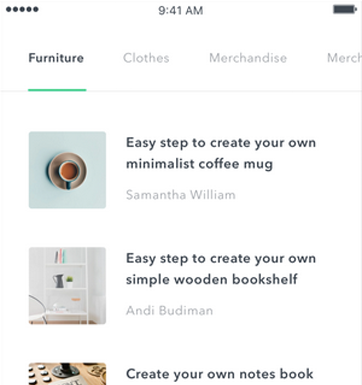 9:41 AM
Furniture Clothes Merchandise Merch
Easy step to create your own
minimalist coffee mug
Samantha William
Easy step to create your own
simple wooden bookshelf
Andi Budiman
Create your own notes book